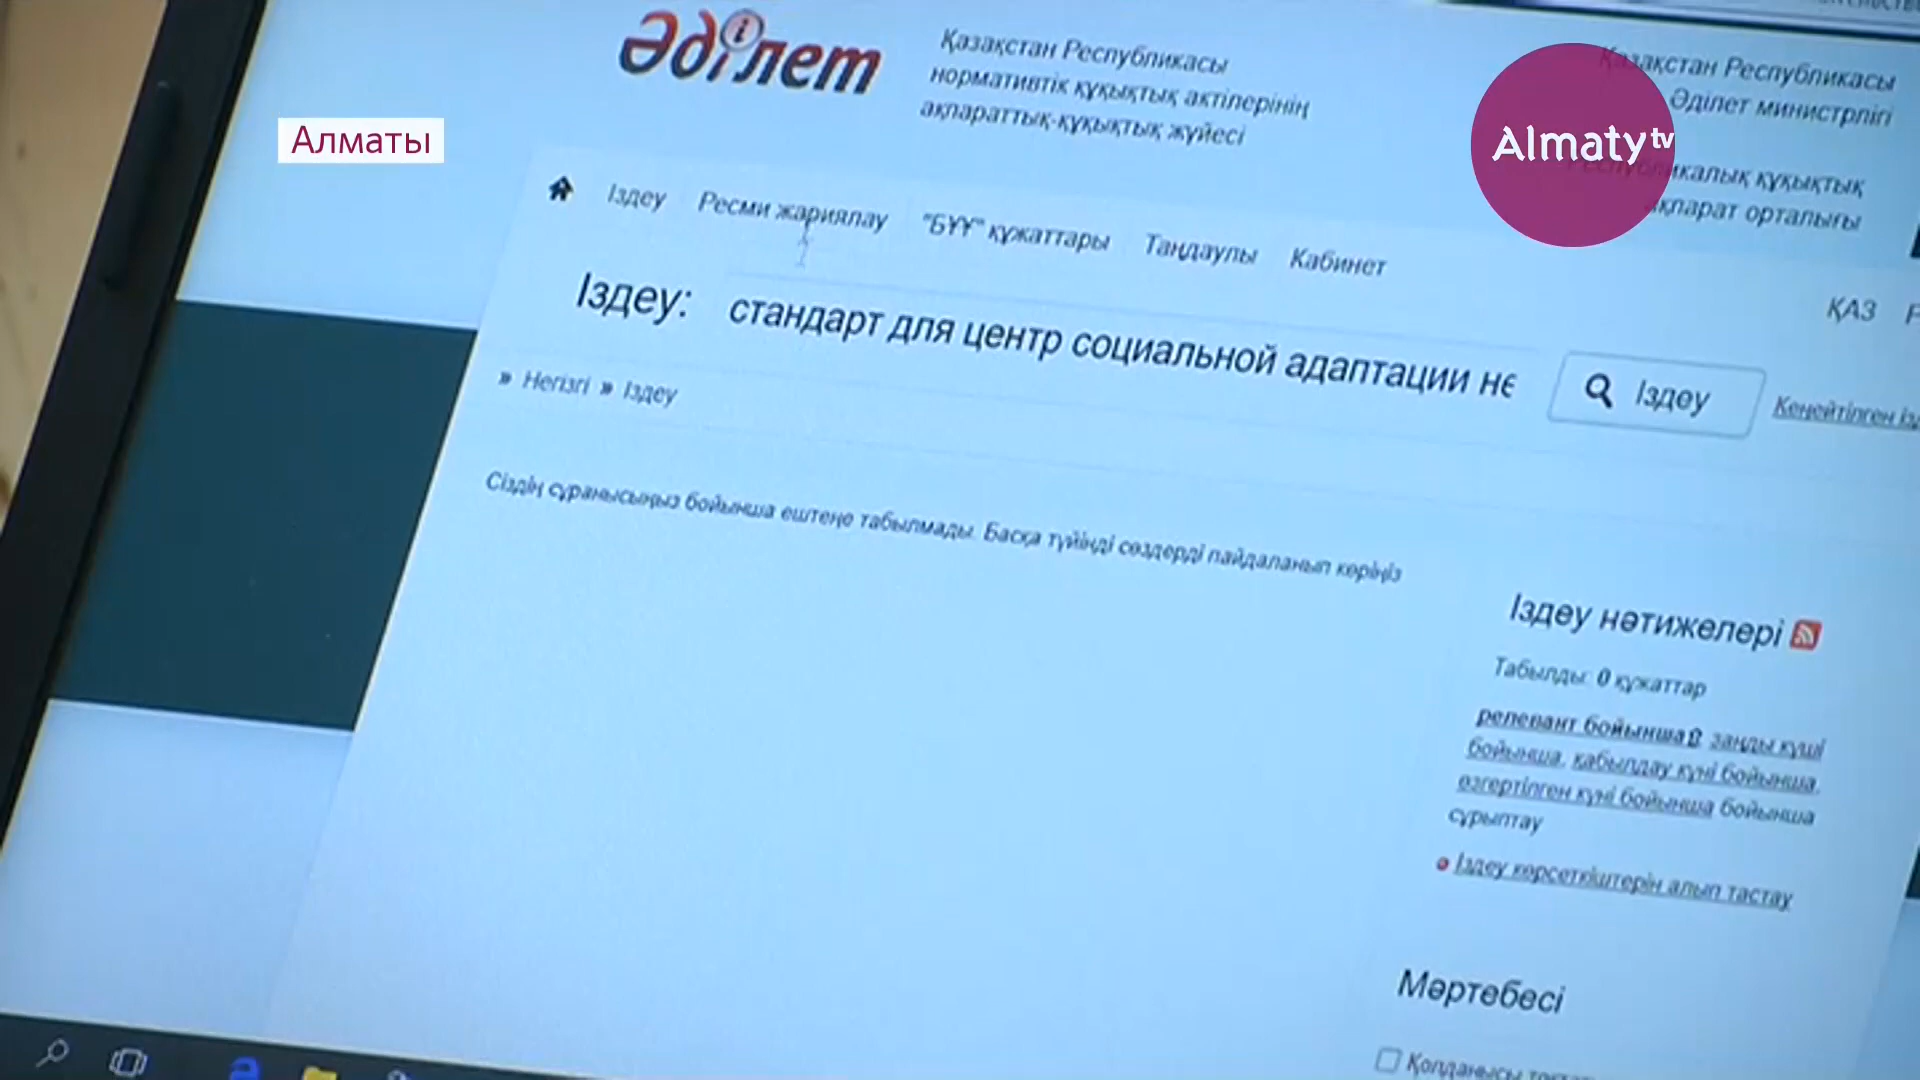 Әділет
Қазақстан Республикасы
нормативтік құқықтық актілерінің
ақпараттық-құқықтық жүйесі
Қазақстан Республикасы
Әділет министрлігі
Республикалық құқықтық
ақпарат орталығы
Алматы
Almaty tv
Іздеу Ресми жариялау "БҰҰ" құжаттары Таңдаулы Кабинет
ҚАЗ
Іздеу: стандарт для центр социальной адаптации не
Іздеу
Кеңейтілген
» Негізгі » Іздеу
Сіздің сұранысыңыз бойынша ештеңе табылмады. Басқа түйінді сөздерді пайдаланып көріңіз
Іздеу нәтижелері
Табылды: 0 құжаттар
релевант бойынша⇧ заңды күші
бойынша, қабылдау күні бойынша,
өзгертілген күні бойынша бойынша
сұрыптау
Іздеу көрсеткіштерін алып тастау
Мәртебесі
Қолданысы